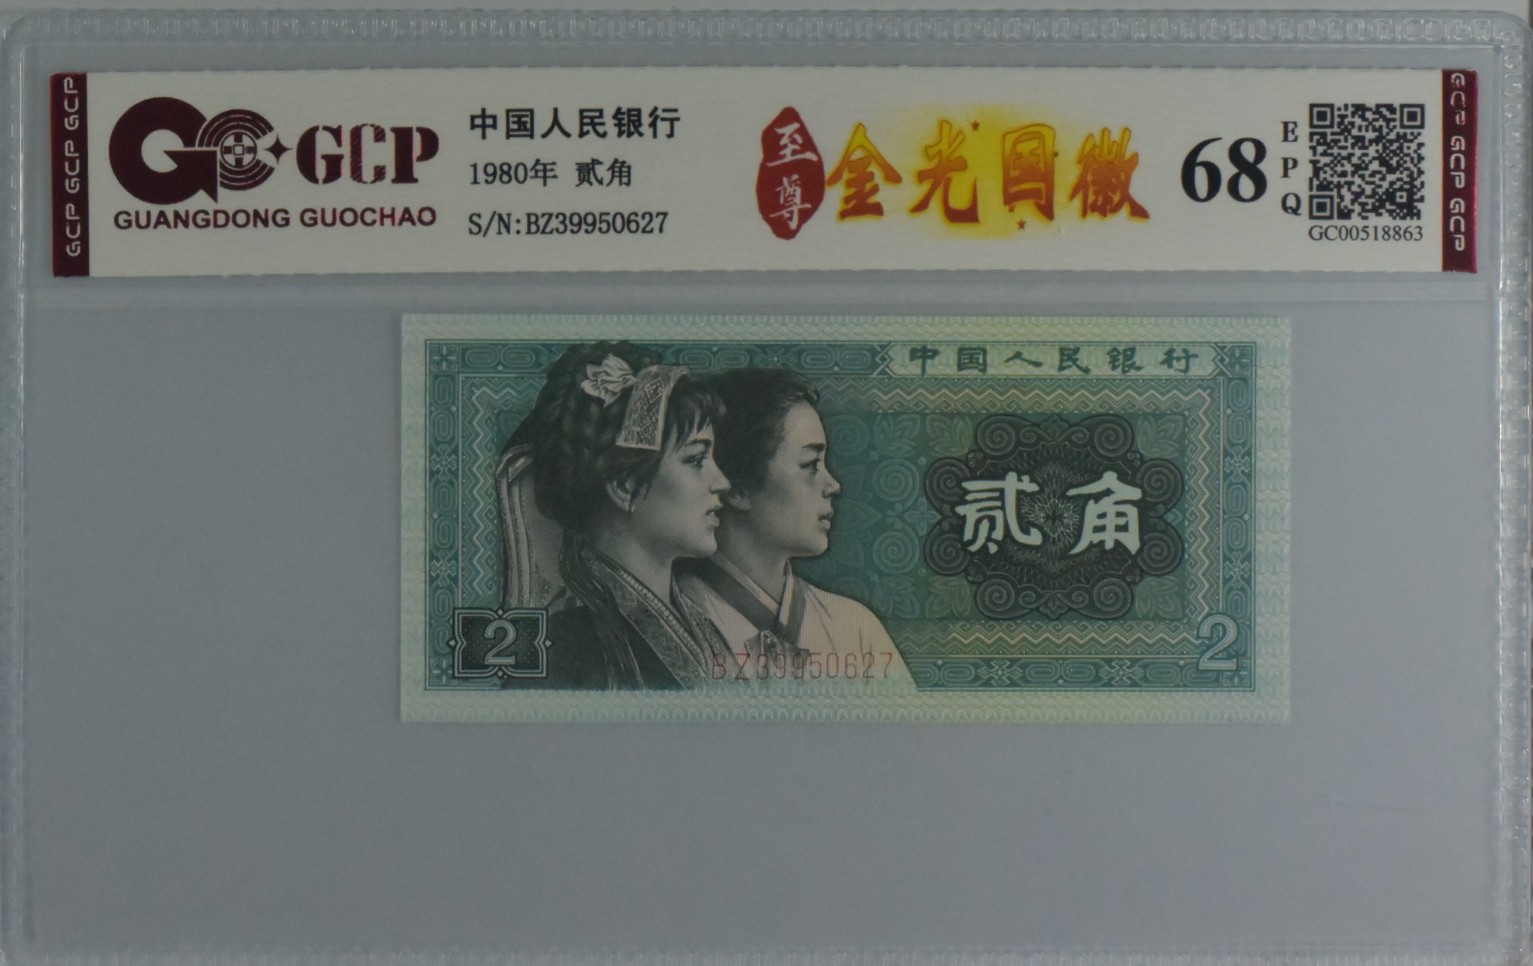 GCP GCP GCP
GCP
GUANGDONG GUOCHAO
中国人民银行
1980年 贰角
S/N:BZ39950627
至尊
金光国徽
68
EPQ
GC00518863
GCP GCP GCP
中国人民银行
贰角
2
2
BZ39950627